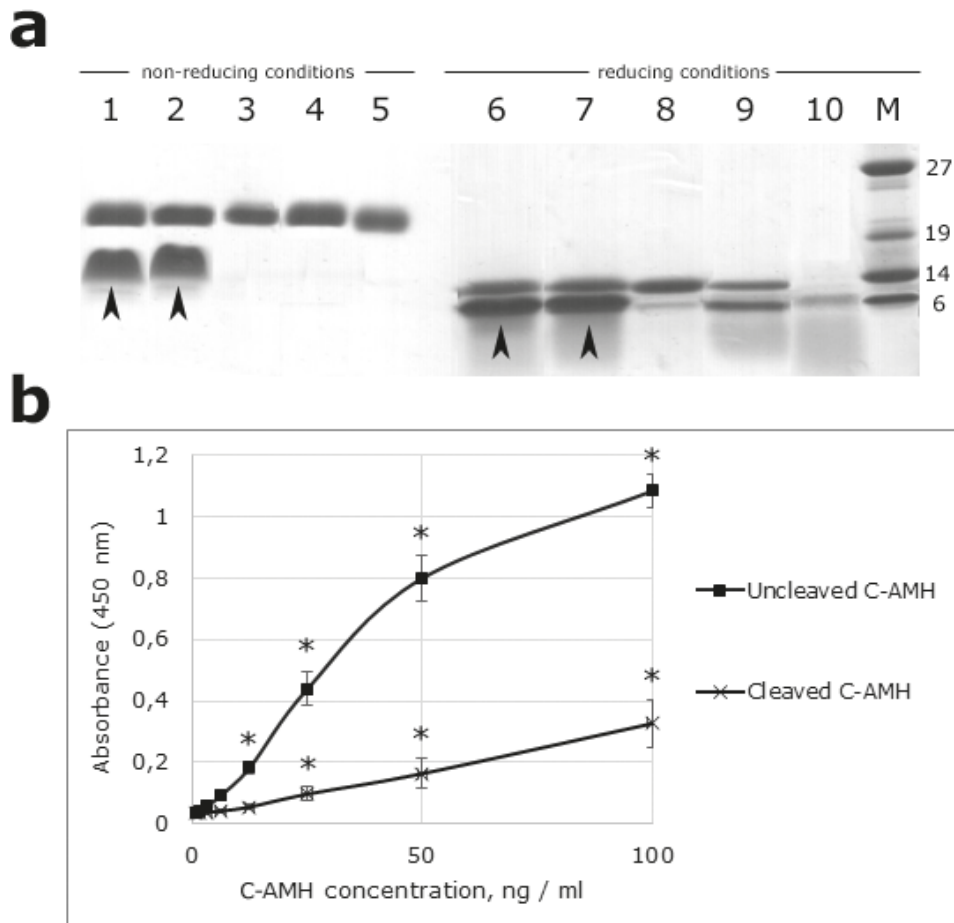 a
non-reducing conditions
reducing conditions
1 2 3 4 5 6 7 8 9 10 M
27
19
14
6
b
1,2
1
0,8
0,6
0,4
0,2
0
Absorbance (450 nm)
* * * *
* * *
0 50 100
C-AMH concentration, ng / ml
Uncleaved C-AMH
Cleaved C-AMH